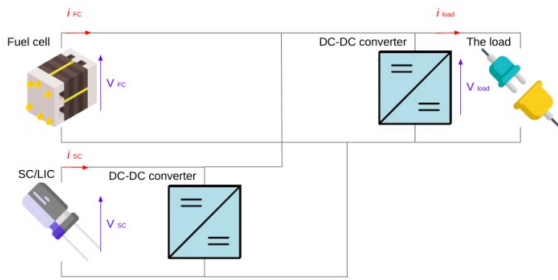 i FC
i load
Fuel cell
DC-DC converter
The load
V FC
V load
i SC
SC/LIC
DC-DC converter
V SC